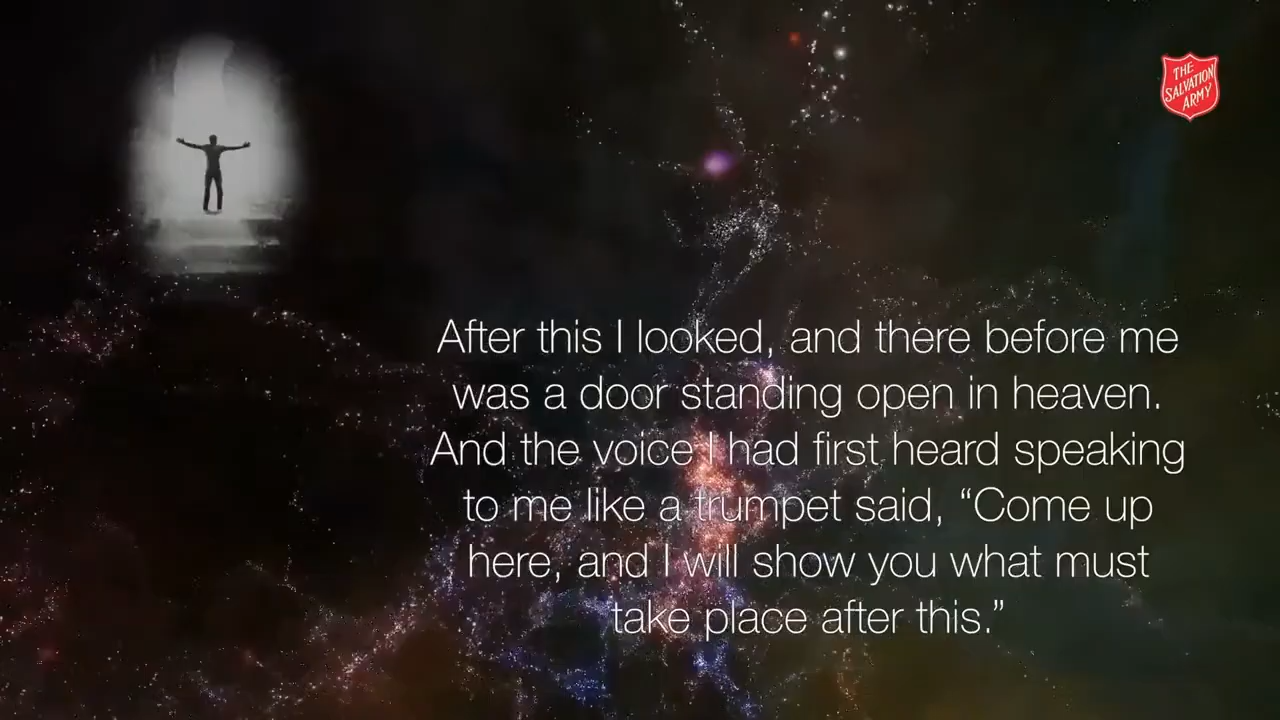 THE
SALVATION
ARMY
After this I looked, and there before me
was a door standing open in heaven.
And the voice I had first heard speaking
to me like a trumpet said, “Come up
here, and I will show you what must
take place after this.”